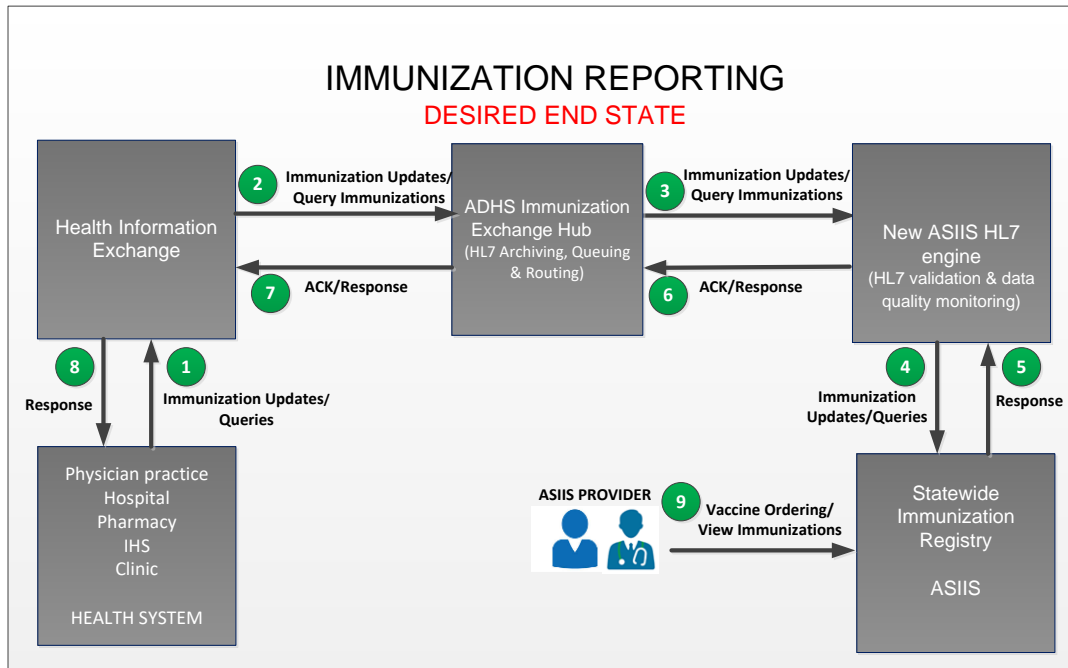 IMMUNIZATION REPORTING
DESIRED END STATE
Health Information
Exchange
2
Immunization Updates/
Query Immunizations
7
ACK/Response
ADHS Immunization
Exchange Hub
(HL7 Archiving, Queuing
& Routing)
3
Immunization Updates/
Query Immunizations
6
ACK/Response
New ASIIS HL7
engine
(HL7 validation & data
quality monitoring)
8
Response
1
Immunization Updates/
Queries
4
Immunization
Updates/Queries
5
Response
Physician practice
Hospital
Pharmacy
IHS
Clinic
HEALTH SYSTEM
ASIIS PROVIDER
9
Vaccine Ordering/
View Immunizations
Statewide
Immunization
Registry
ASIIS